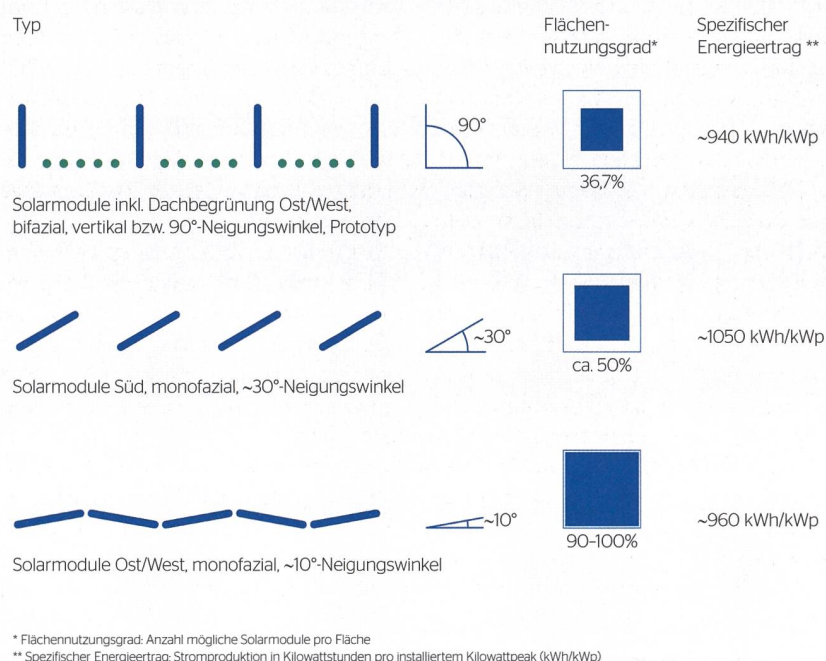 Typ
Flächen-
nutzungsgrad*
Spezifischer
Energieertrag **
90°
36,7%
~940 kWh/kWp
Solarmodule inkl. Dachbegrünung Ost/West,
bifazial, vertikal bzw. 90°-Neigungswinkel, Prototyp
~30°
ca. 50%
~1050 kWh/kWp
Solarmodule Süd, monofazial, ~30°-Neigungswinkel
~10°
90-100%
~960 kWh/kWp
Solarmodule Ost/West, monofazial, ~10°-Neigungswinkel
* Flächennutzungsgrad: Anzahl mögliche Solarmodule pro Fläche
** Spezifischer Energieertrag: Stromproduktion in Kilowattstunden pro installiertem Kilowattpeak (kWh/kWp)